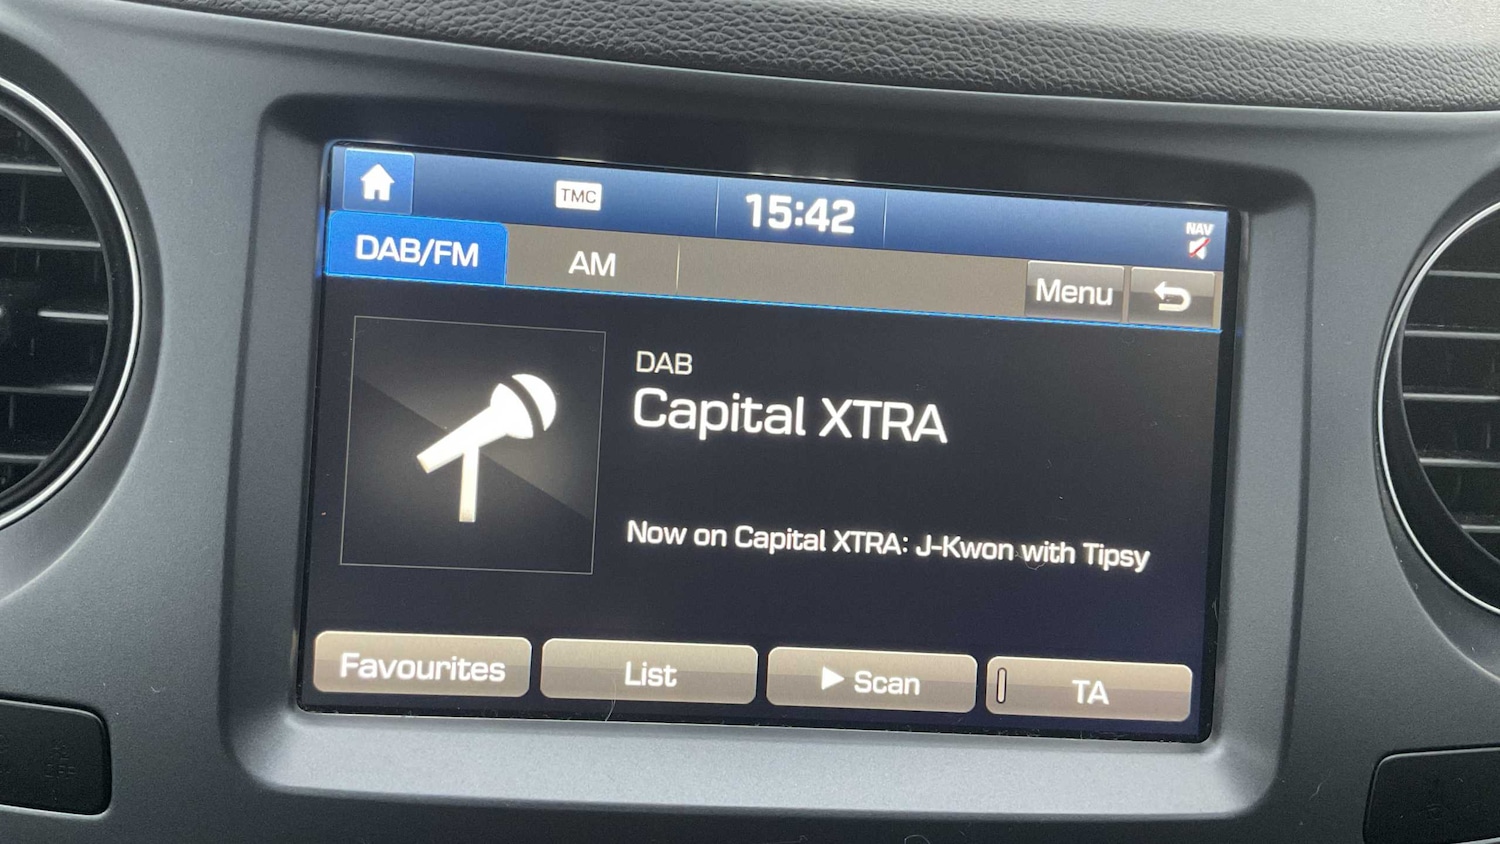 TMC
15:42
NAV
DAB/FM
AM
Menu
DAB
Capital XTRA
Now on Capital XTRA: J-Kwon with Tipsy
Favourites
List
Scan
TA